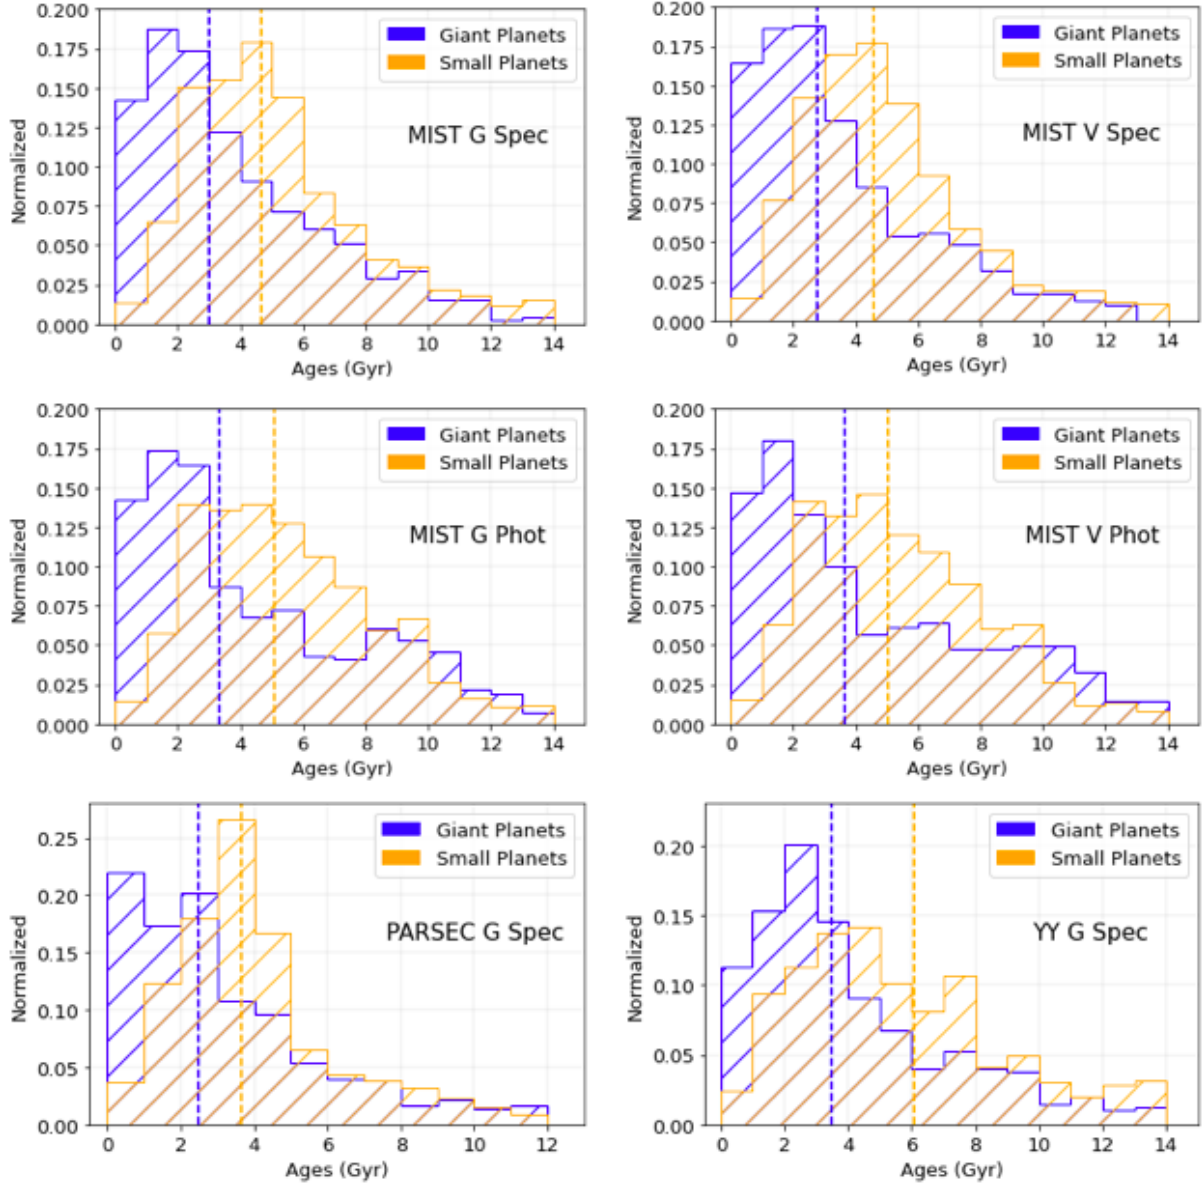 0.200
0.175
0.150
0.125
0.100
0.075
0.050
0.025
0.000
Normalized
Giant Planets
Small Planets
MIST G Spec
0 2 4 6 8 10 12 14
Ages (Gyr)
0.200
0.175
0.150
0.125
0.100
0.075
0.050
0.025
0.000
Normalized
Giant Planets
Small Planets
MIST V Spec
0 2 4 6 8 10 12 14
Ages (Gyr)
0.200
0.175
0.150
0.125
0.100
0.075
0.050
0.025
0.000
Normalized
Giant Planets
Small Planets
MIST G Phot
0 2 4 6 8 10 12 14
Ages (Gyr)
0.200
0.175
0.150
0.125
0.100
0.075
0.050
0.025
0.000
Normalized
Giant Planets
Small Planets
MIST V Phot
0 2 4 6 8 10 12 14
Ages (Gyr)
0.25
0.20
0.15
0.10
0.05
0.00
Normalized
Giant Planets
Small Planets
PARSEC G Spec
0 2 4 6 8 10 12
Ages (Gyr)
0.20
0.15
0.10
0.05
0.00
Normalized
Giant Planets
Small Planets
YY G Spec
0 2 4 6 8 10 12 14
Ages (Gyr)